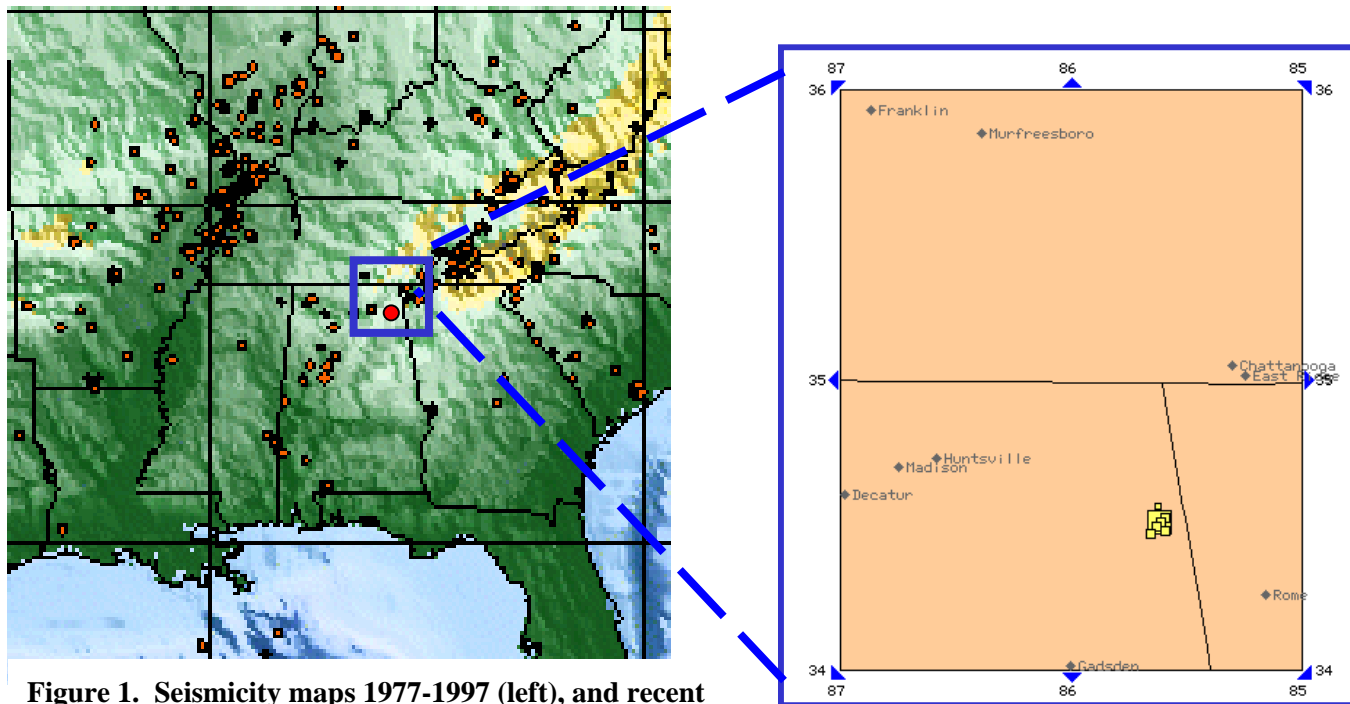 87 86 85
36 36
Franklin
Murfreesboro
Chattanooga
East Ridge
35 35
Huntsville
Madison
Decatur
Rome
Gadsden
34 34
87 86 85
Figure 1. Seismicity maps 1977-1997 (left), and recent